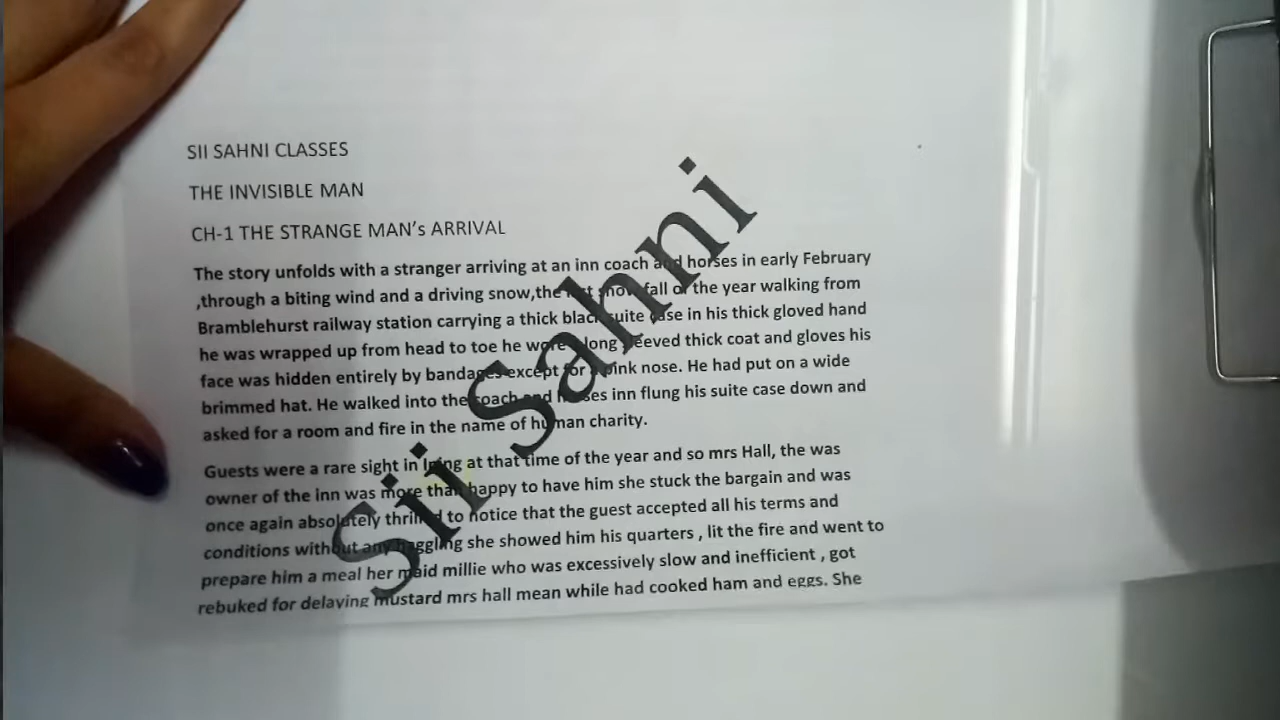 SII SAHNI CLASSES
THE INVISIBLE MAN
CH-1 THE STRANGE MAN's ARRIVAL
The story unfolds with a stranger arriving at an inn coach and horses in early February
,through a biting wind and a driving snow,the snow fall of the year walking from
Bramblehurst railway station carrying a thick black suite case in his thick gloved hand
he was wrapped up from head to toe he wore long sleeved thick coat and gloves his
face was hidden entirely by bandages except for a pink nose. He had put on a wide
brimmed hat. He walked into the coach and horses inn flung his suite case down and
asked for a room and fire in the name of human charity.
Guests were a rare sight in Iping at that time of the year and so mrs Hall, the was
owner of the inn was more than happy to have him she stuck the bargain and was
once again absolutely thrilled to notice that the guest accepted all his terms and
conditions without any haggling she showed him his quarters , lit the fire and went to
prepare him a meal her maid millie who was excessively slow and inefficient , got
rebuked for delaying mustard mrs hall mean while had cooked ham and eggs. She
Sii Sahni